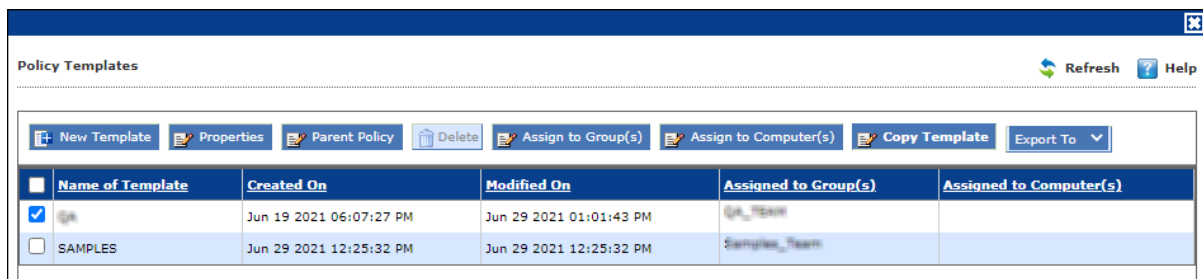 Policy Templates Refresh ? Help
New Template Properties Parent Policy Delete Assign to Group(s) Assign to Computer(s) Copy Template Export To
Name of Template Created On Modified On Assigned to Group(s) Assigned to Computer(s)
Jun 19 2021 06:07:27 PM Jun 29 2021 01:01:43 PM
SAMPLES Jun 29 2021 12:25:32 PM Jun 29 2021 12:25:32 PM